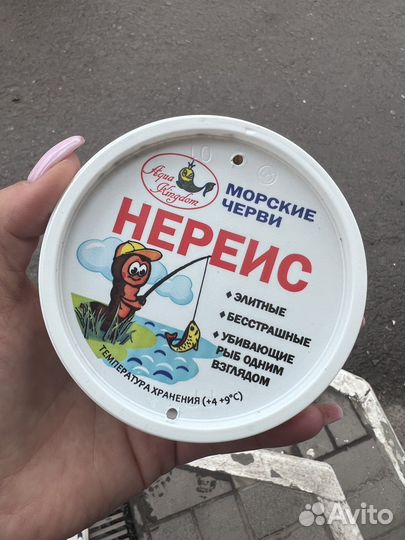 Aqua
Kingdom
МОРСКИЕ
ЧЕРВИ
НЕРЕИС
ЭЛИТНЫЕ
БЕССТРАШНЫЕ
УБИВАЮЩИЕ
РЫБ ОДНИМ
ВЗГЛЯДОМ
ТЕМПЕРАТУРА ХРАНЕНИЯ (+4 +9°C)
Avito